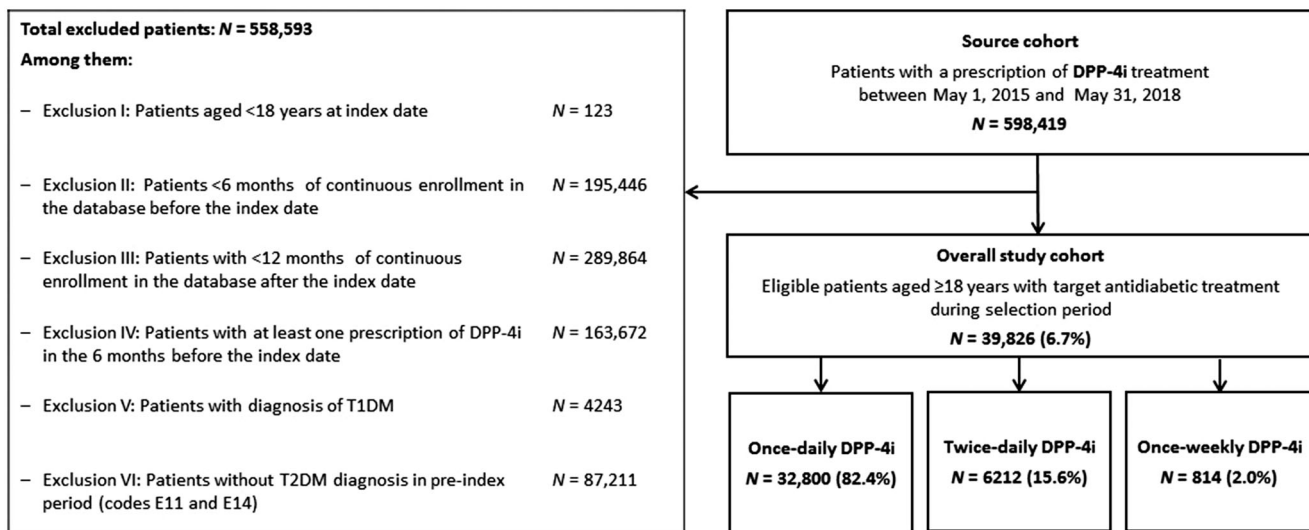 Total excluded patients: N = 558,593
Among them:
– Exclusion I: Patients aged <18 years at index date N = 123
– Exclusion II: Patients <6 months of continuous enrollment in N = 195,446
the database before the index date
– Exclusion III: Patients with <12 months of continuous N = 289,864
enrollment in the database after the index date
– Exclusion IV: Patients with at least one prescription of DPP-4i N = 163,672
in the 6 months before the index date
– Exclusion V: Patients with diagnosis of T1DM N = 4243
– Exclusion VI: Patients without T2DM diagnosis in pre-index N = 87,211
period (codes E11 and E14)
Source cohort
Patients with a prescription of DPP-4i treatment
between May 1, 2015 and May 31, 2018
N = 598,419
Overall study cohort
Eligible patients aged ≥18 years with target antidiabetic treatment
during selection period
N = 39,826 (6.7%)
Once-daily DPP-4i
N = 32,800 (82.4%)
Twice-daily DPP-4i
N = 6212 (15.6%)
Once-weekly DPP-4i
N = 814 (2.0%)